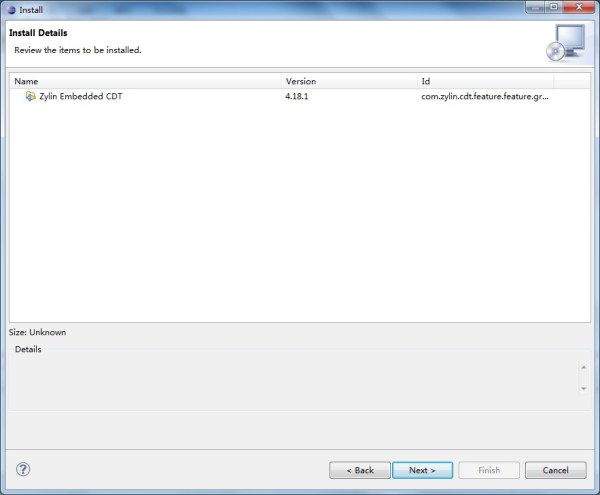 Install
Install Details
Review the items to be installed.
Name Version Id
Zylin Embedded CDT 4.18.1 com.zylin.cdt.feature.feature.gr...
Size: Unknown
Details
? < Back Next > Finish Cancel